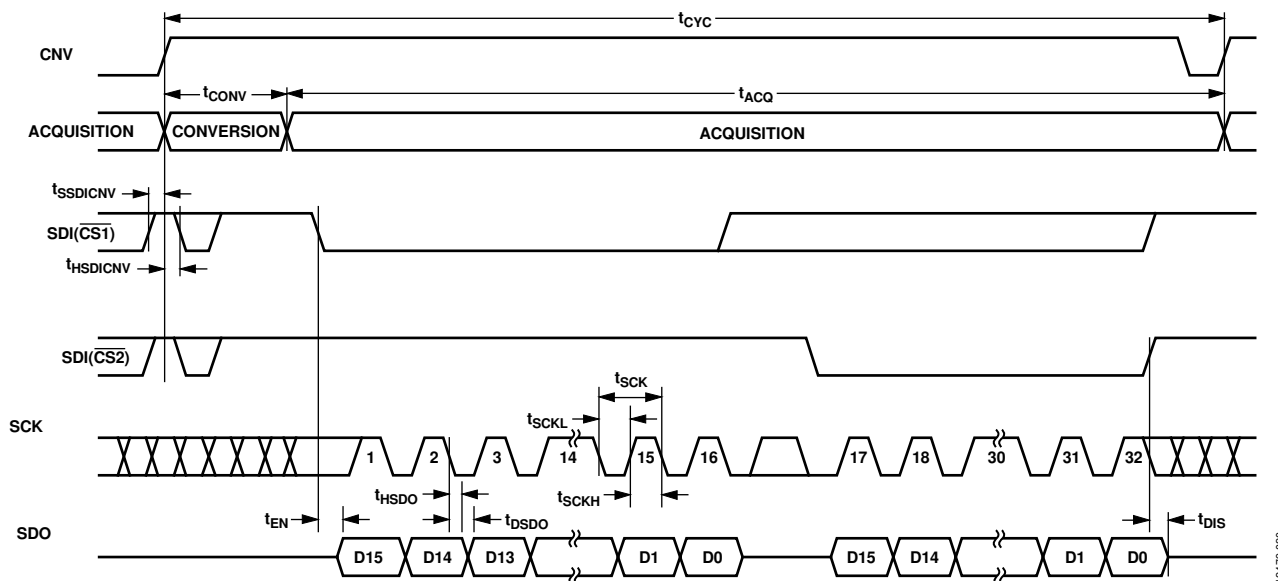 tCYC
CNV
tCONV
tACQ
ACQUISITION CONVERSION ACQUISITION
tSSDICNV
SDI(CS1)
tHSDICNV
SDI(CS2)
tSCK
tSCKL
SCK
1 2 3 14 15 16 17 18 30 31 32
tHSDO
tSCKH
tEN
tDSDO
tDIS
SDO
D15 D14 D13 D1 D0 D15 D14 D1 D0